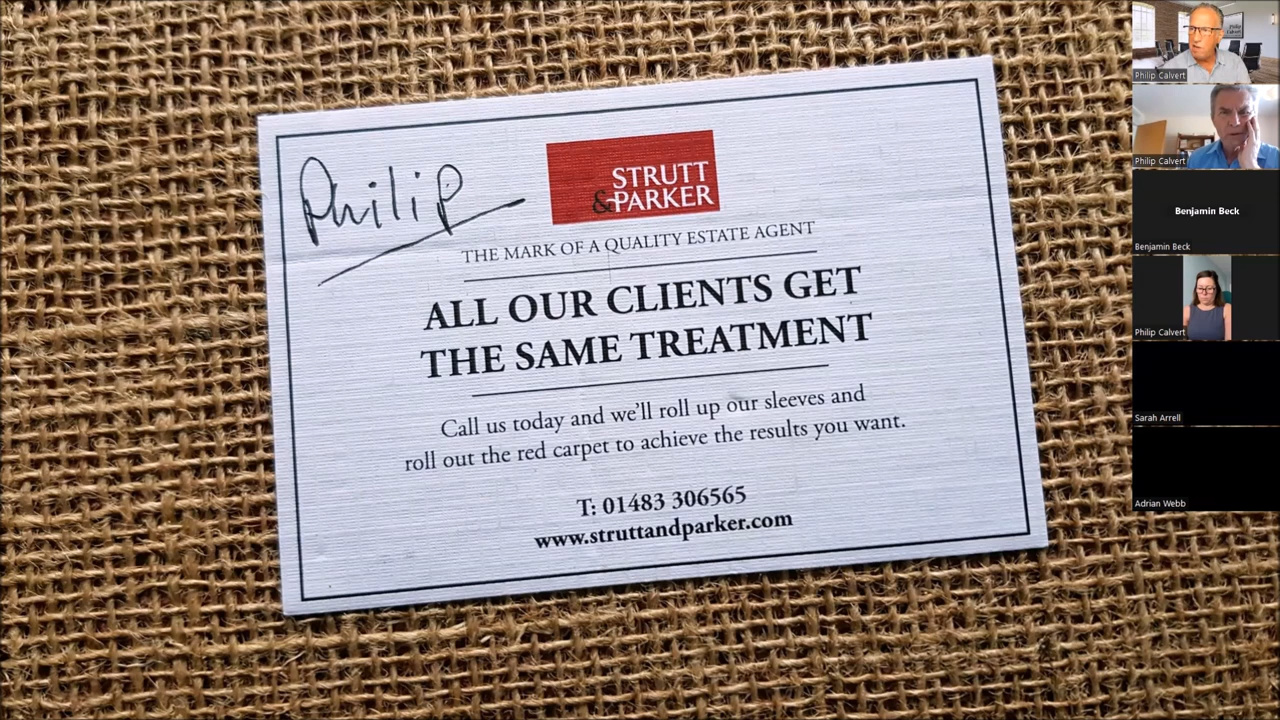 Philip
STRUTT
&PARKER
THE MARK OF A QUALITY ESTATE AGENT
ALL OUR CLIENTS GET
THE SAME TREATMENT
Call us today and we'll roll up our sleeves and
roll out the red carpet to achieve the results you want.
T: 01483 306565
www.struttandparker.com
Philip
Calvert
Philip Calvert
Philip Calvert
Benjamin Beck
Benjamin Beck
Philip Calvert
Sarah Arrell
Adrian Webb